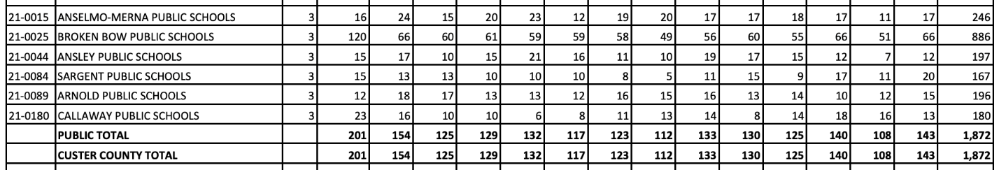 21-0015 ANSELMO-MERNA PUBLIC SCHOOLS 3 16 24 15 20 23 12 19 20 17 17 18 17 11 17 246
21-0025 BROKEN BOW PUBLIC SCHOOLS 3 120 66 60 61 59 59 58 49 56 60 55 66 51 66 886
21-0044 ANSLEY PUBLIC SCHOOLS 3 15 17 10 15 21 16 11 10 19 17 15 12 7 12 197
21-0084 SARGENT PUBLIC SCHOOLS 3 15 13 13 10 10 10 8 5 11 15 9 17 11 20 167
21-0089 ARNOLD PUBLIC SCHOOLS 3 12 18 17 13 13 12 16 15 16 13 14 10 12 15 196
21-0180 CALLAWAY PUBLIC SCHOOLS 3 23 16 10 10 6 8 11 13 14 8 14 18 16 13 180
PUBLIC TOTAL 201 154 125 129 132 117 123 112 133 130 125 140 108 143 1,872
CUSTER COUNTY TOTAL 201 154 125 129 132 117 123 112 133 130 125 140 108 143 1,872